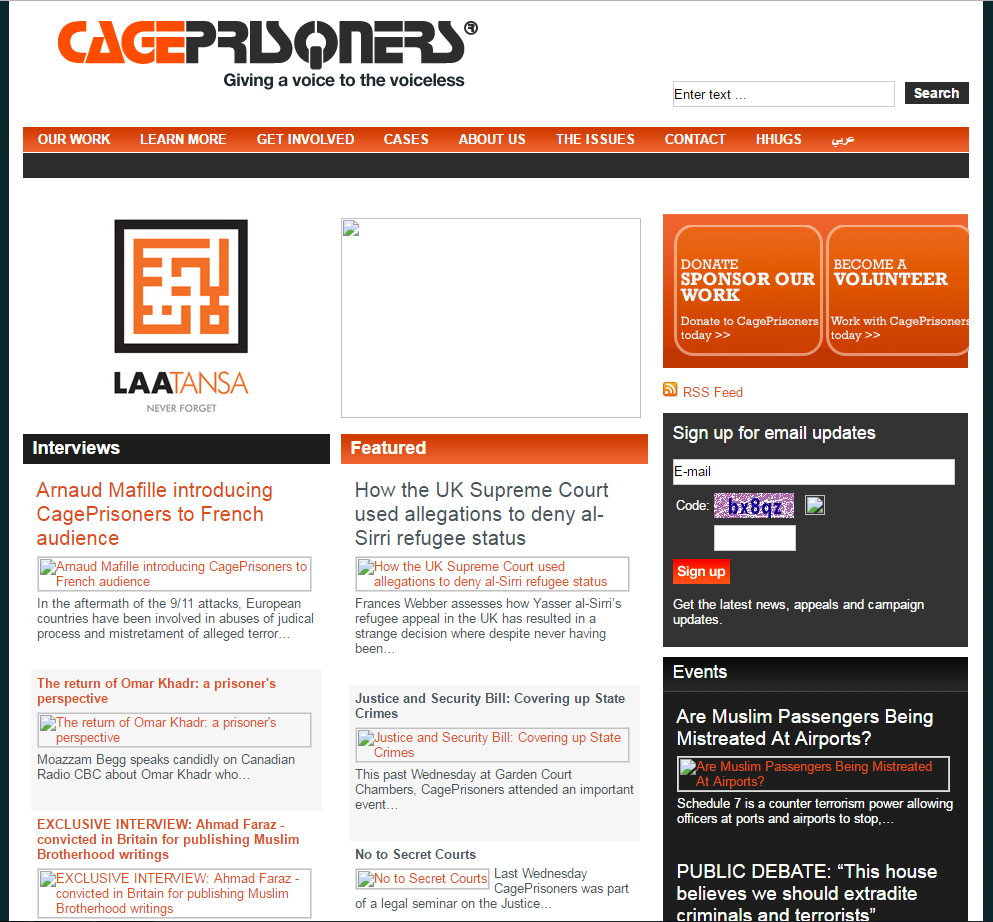 CAGEPRISONERS®
Giving a voice to the voiceless
Enter text ...
Search
OUR WORK LEARN MORE GET INVOLVED CASES ABOUT US THE ISSUES CONTACT HHUGS عربي
LAATANSA
NEVER FORGET
Interviews
Arnaud Mafille introducing
CagePrisoners to French
audience
Arnaud Mafille introducing CagePrisoners to
French audience
In the aftermath of the 9/11 attacks, European
countries have been involved in abuses of judical
process and mistretament of alleged terror…
The return of Omar Khadr: a prisoner's
perspective
The return of Omar Khadr: a prisoner's
perspective
Moazzam Begg speaks candidly on Canadian
Radio CBC about Omar Khadr who…
EXCLUSIVE INTERVIEW: Ahmad Faraz -
convicted in Britain for publishing Muslim
Brotherhood writings
EXCLUSIVE INTERVIEW: Ahmad Faraz -
convicted in Britain for publishing Muslim
Brotherhood writings
Featured
How the UK Supreme Court
used allegations to deny al-
Sirri refugee status
How the UK Supreme Court used
allegations to deny al-Sirri refugee status
Frances Webber assesses how Yasser al-Sirri’s
refugee appeal in the UK has resulted in a
strange decision where despite never having
been…
Justice and Security Bill: Covering up State
Crimes
Justice and Security Bill: Covering up State
Crimes
This past Wednesday at Garden Court
Chambers, CagePrisoners attended an important
event…
No to Secret Courts
No to Secret Courts Last Wednesday
CagePrisoners was part
of a legal seminar on the Justice…
DONATE
SPONSOR OUR
WORK
Donate to CagePrisoners
today >>
BECOME A
VOLUNTEER
Work with CagePrisoners
today >>
RSS Feed
Sign up for email updates
E-mail
Code: bx8qz
Sign up
Get the latest news, appeals and campaign
updates.
Events
Are Muslim Passengers Being
Mistreated At Airports?
Are Muslim Passengers Being Mistreated
At Airports?
Schedule 7 is a counter terrorism power allowing
officers at ports and airports to stop,…
PUBLIC DEBATE: “This house
believes we should extradite
criminals and terrorists”